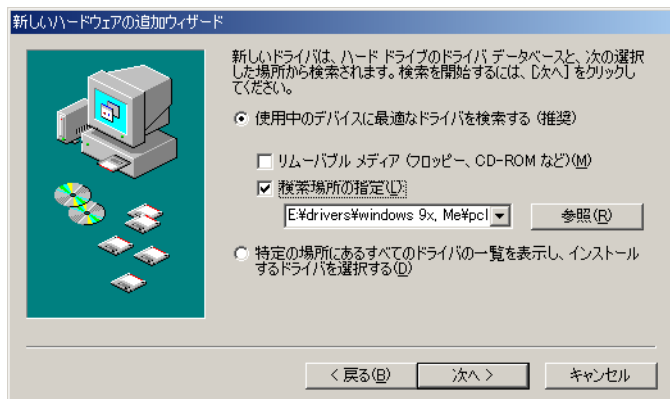 新しいハードウェアの追加ウィザード
新しいドライバは、ハード ドライブのドライバ データベースと、次の選択
した場所から検索されます。検索を開始するには、[次へ] をクリックし
てください。
使用中のデバイスに最適なドライバを検索する (推奨)
リムーバブル メディア (フロッピー、CD-ROM など)(M)
検索場所の指定(L)
E:¥drivers¥windows 9x, Me¥pcl
参照(R)
特定の場所にあるすべてのドライバの一覧を表示し、インストール
するドライバを選択する(D)
< 戻る(B)
次へ >
キャンセル